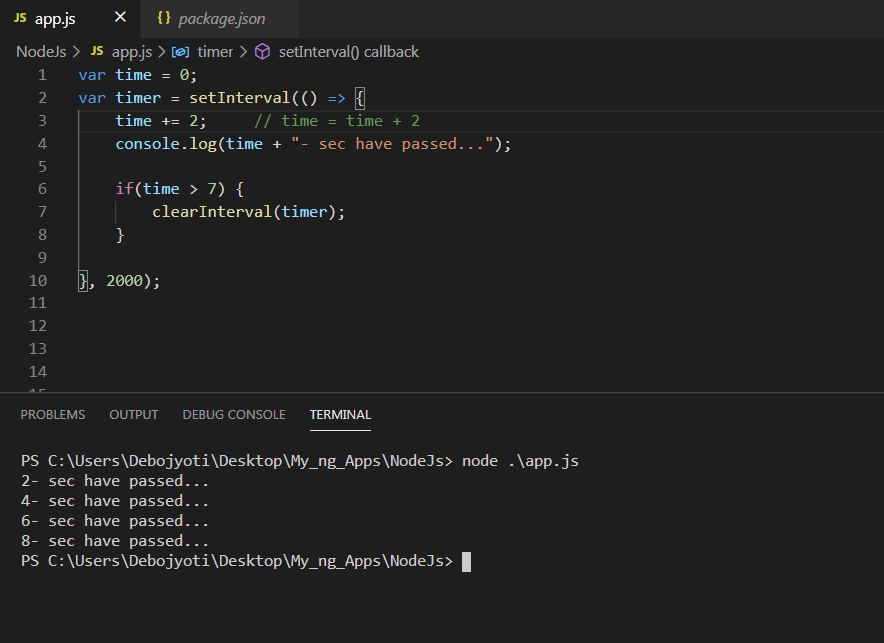 JS app.js × {} package.json
NodeJs > JS app.js > timer > setInterval() callback
1 var time = 0;
2 var timer = setInterval(() => {
3 time += 2; // time = time + 2
4 console.log(time + "- sec have passed...");
5
6 if(time > 7) {
7 clearInterval(timer);
8 }
9
10 }, 2000);
11
12
13
14
15
PROBLEMS OUTPUT DEBUG CONSOLE TERMINAL
PS C:\Users\Debojyoti\Desktop\My_ng_Apps\NodeJs> node .\app.js
2- sec have passed...
4- sec have passed...
6- sec have passed...
8- sec have passed...
PS C:\Users\Debojyoti\Desktop\My_ng_Apps\NodeJs>